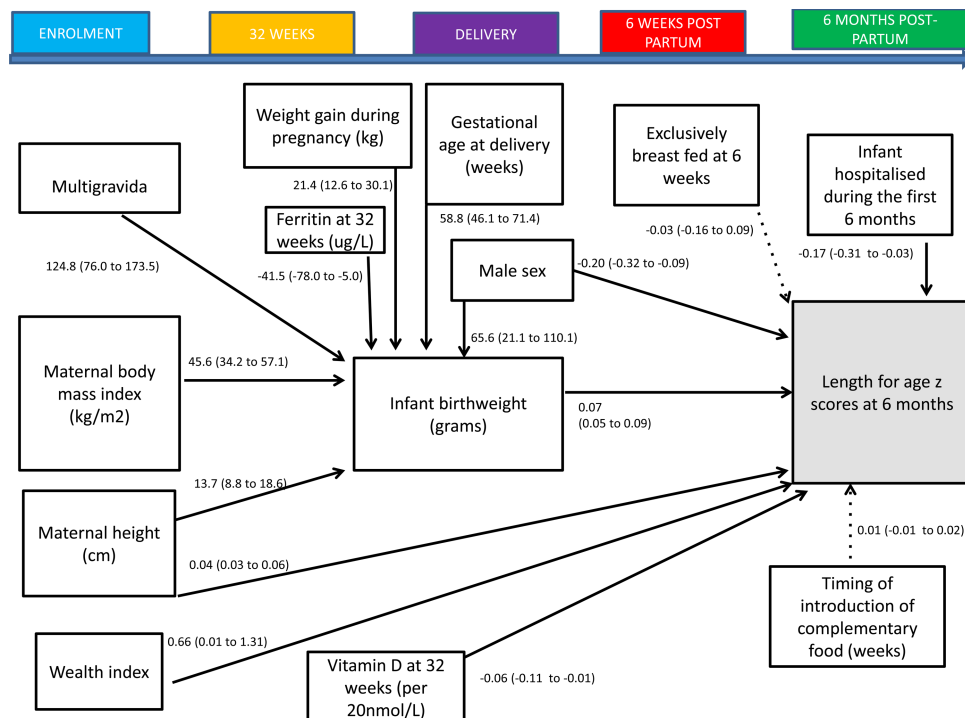 ENROLMENT
32 WEEKS
DELIVERY
6 WEEKS POST
PARTUM
6 MONTHS POST-
PARTUM
Weight gain during
pregnancy (kg)
Gestational
age at delivery
(weeks)
Exclusively
breast fed at 6
weeks
Infant
hospitalised
during the first
6 months
Multigravida
21.4 (12.6 to 30.1)
Ferritin at 32
weeks (ug/L)
58.8 (46.1 to 71.4)
-0.03 (-0.16 to 0.09)
-0.17 (-0.31  to -0.03)
124.8 (76.0 to 173.5)
-41.5 (-78.0 to -5.0)
Male sex
-0.20 (-0.32 to -0.09)
65.6 (21.1 to 110.1)
45.6 (34.2 to 57.1)
Maternal body
mass index
(kg/m2)
Infant birthweight
(grams)
0.07
(0.05 to 0.09)
Length for age z
scores at 6 months
13.7 (8.8 to 18.6)
Maternal height
(cm)
0.04 (0.03 to 0.06)
0.01 (-0.01  to 0.02)
Timing of
introduction of
complementary
food (weeks)
0.66 (0.01 to 1.31)
Wealth index
Vitamin D at 32
weeks (per
20nmol/L)
-0.06 (-0.11  to -0.01)